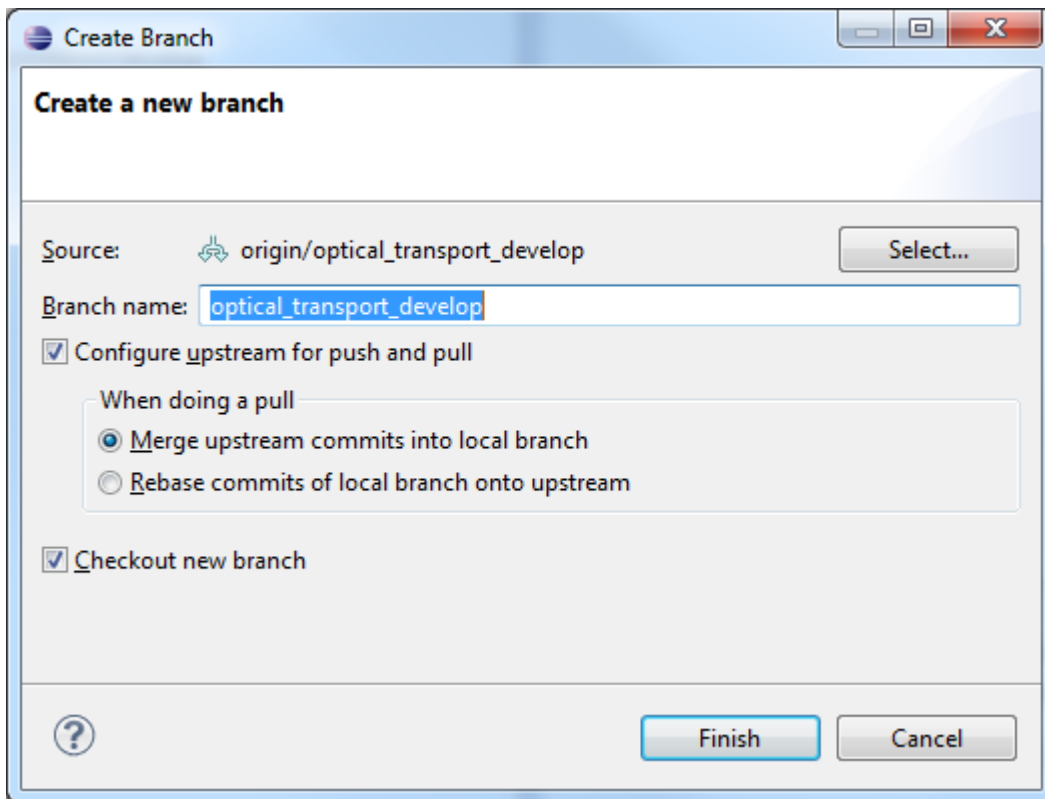 Create Branch
Create a new branch
Source: origin/optical_transport_develop Select...
Branch name: optical_transport_develop
Configure upstream for push and pull
When doing a pull
Merge upstream commits into local branch
Rebase commits of local branch onto upstream
Checkout new branch
? Finish Cancel